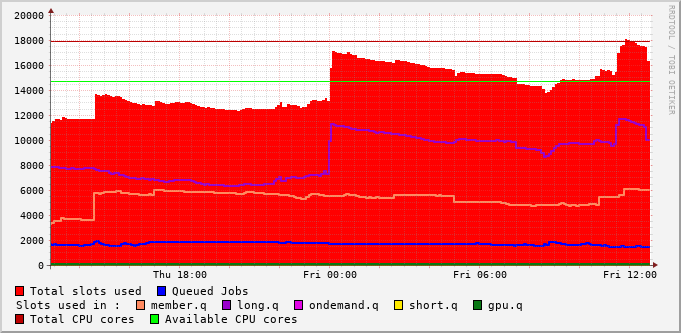 20000
18000
16000
14000
12000
10000
8000
6000
4000
2000
0
Thu 18:00 Fri 00:00 Fri 06:00 Fri 12:00
RRDTOOL / TOBI OETIKER
Total slots used Queued Jobs
Slots used in : member.q long.q ondemand.q short.q gpu.q
Total CPU cores Available CPU cores